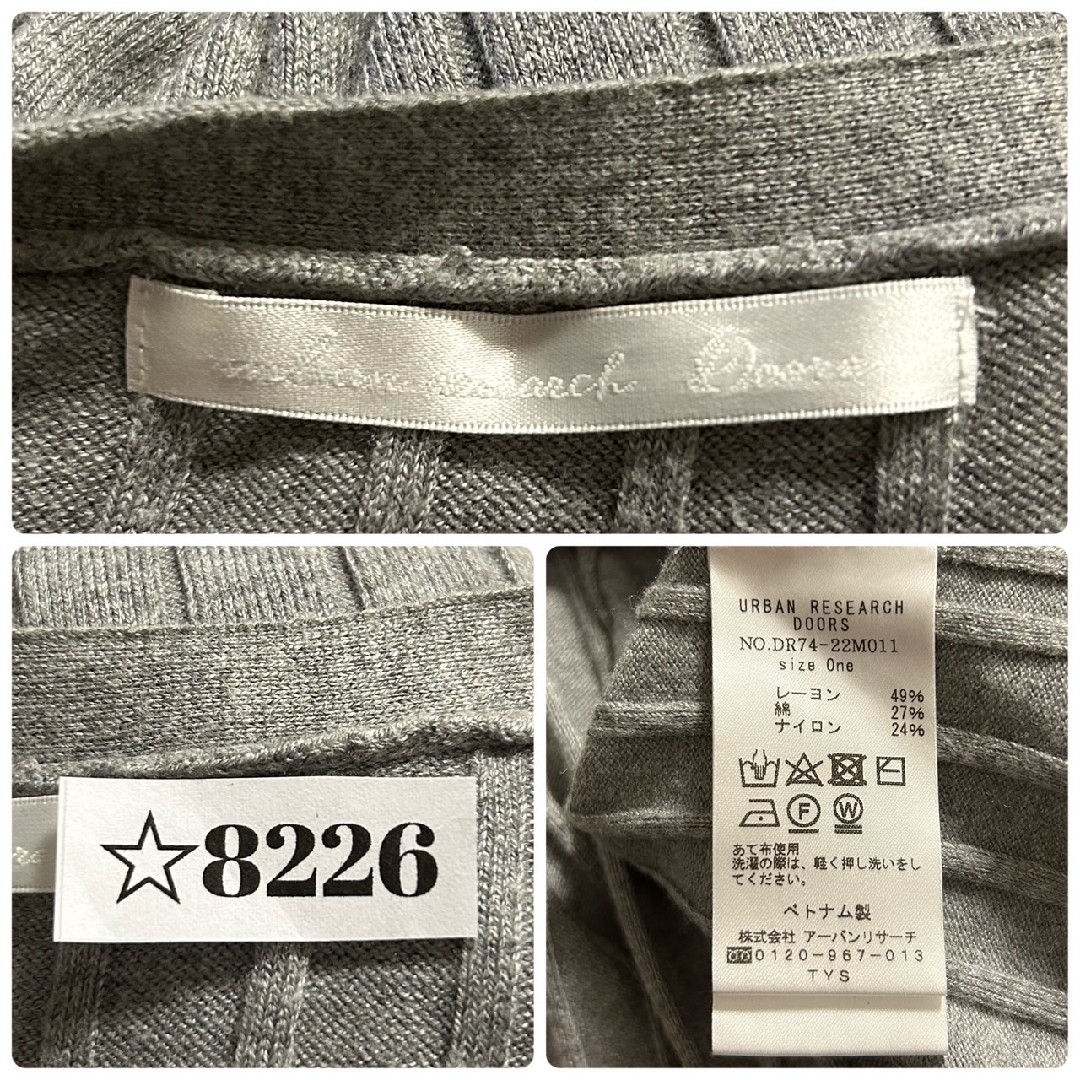 Urban Research Doors
☆8226
URBAN RESEARCH
DOORS
NO.DR74-22M011
size One
レーヨン 49%
綿 27%
ナイロン 24%
F W
あて布使用
洗濯の際は、軽く押し洗いをし
てください。
ベトナム製
株式会社 アーバンリサーチ
0120-967-013
TYS